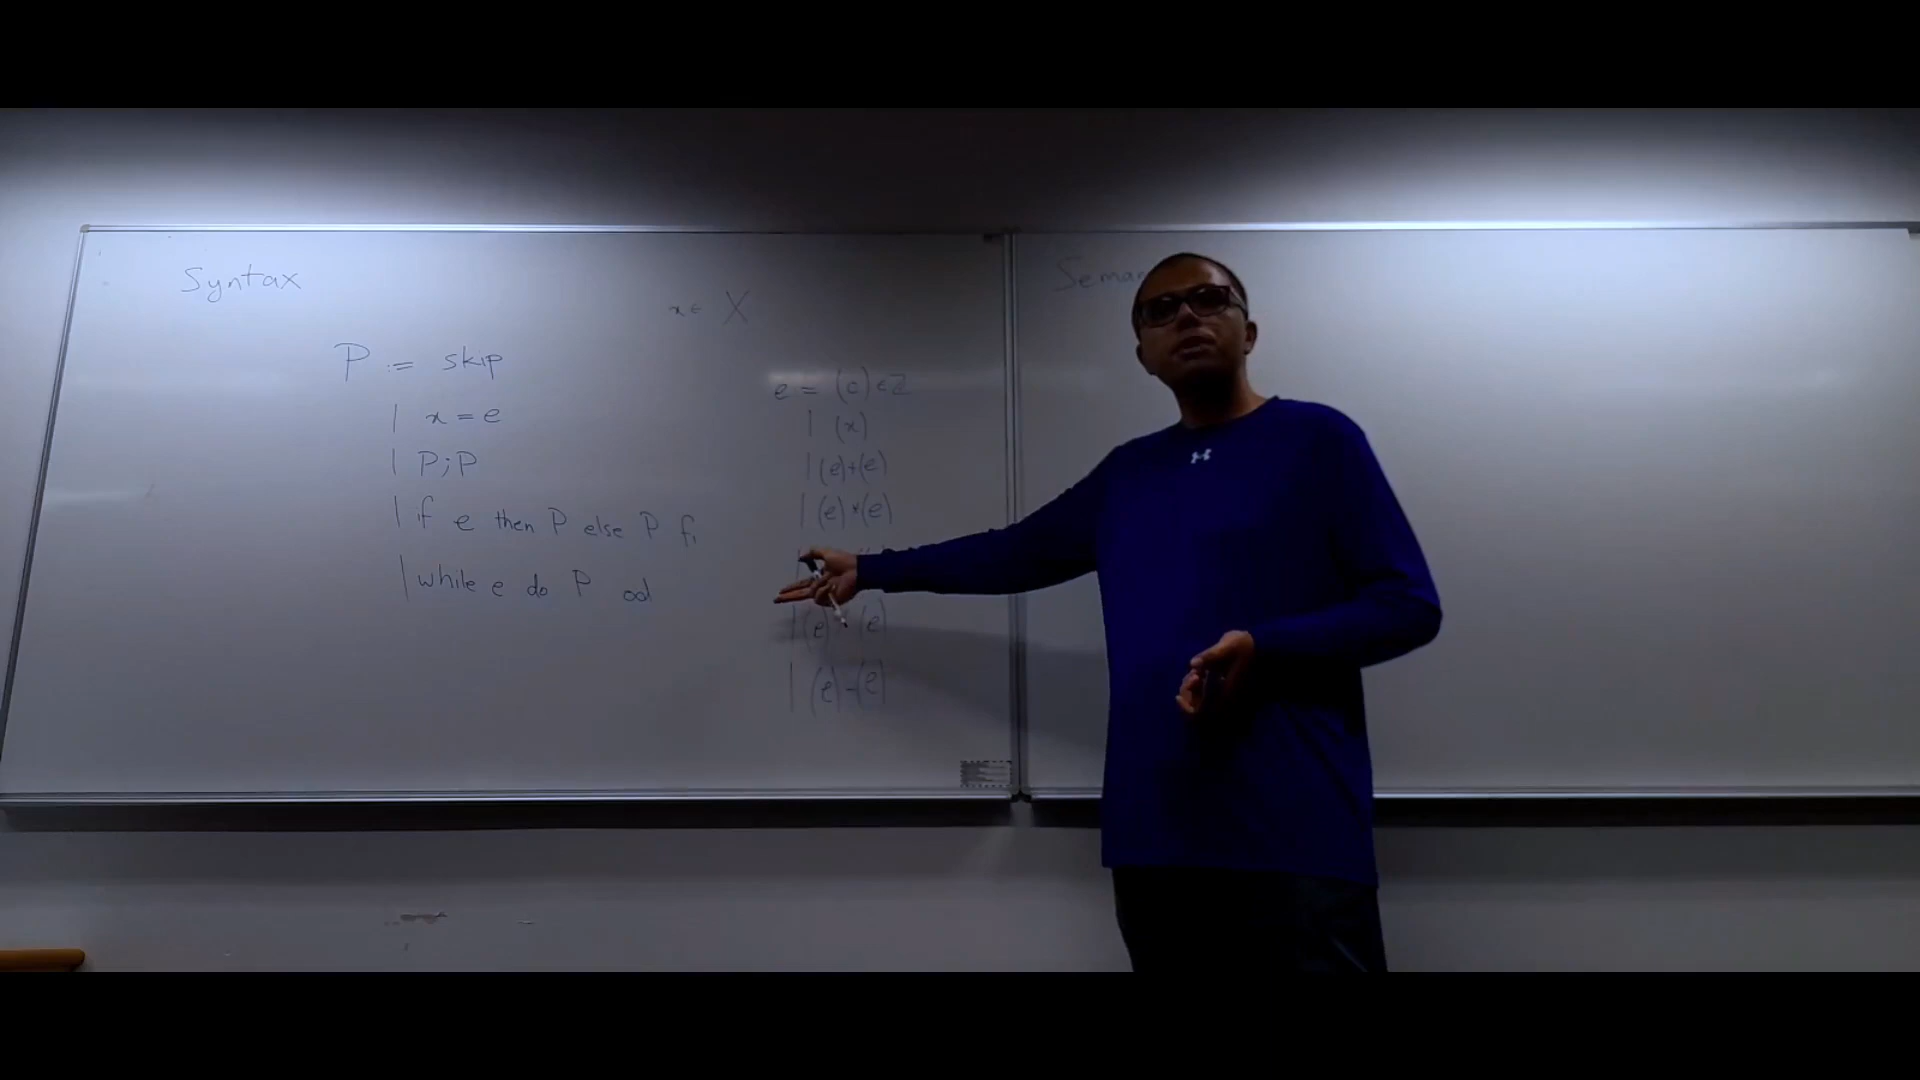 Syntax
x ∈ X
P := skip
| x = e
| P;P
| if e then P else P fi
| while e do P od
e = (c) ∈ Z
| (x)
| (e)+(e)
| (e)*(e)
|
| (e) (e)
| (e)-(e)